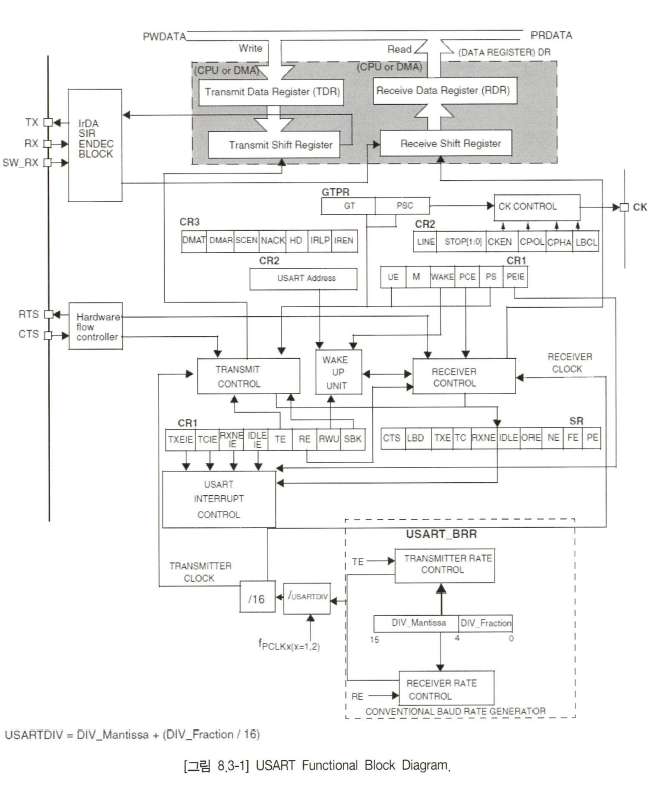 PWDATA
PRDATA
Write
Read
(DATA REGISTER) DR
(CPU or DMA)
(CPU or DMA)
Transmit Data Register (TDR)
Receive Data Register (RDR)
TX
RX
SW_RX
IrDA
SIR
ENDEC
BLOCK
Transmit Shift Register
Receive Shift Register
GTPR
GT PSC
CK CONTROL
CK
CR3
DMAT DMAR SCEN NACK HD IRLP IREN
CR2
LINE STOP[1:0] CKEN CPOL CPHA LBCL
CR2
USART Address
CR1
UE M WAKE PCE PS PEIE
RTS
CTS
Hardware
flow
controller
TRANSMIT
CONTROL
WAKE
UP
UNIT
RECEIVER
CONTROL
RECEIVER
CLOCK
CR1
TXEIE TCIE RXNE
IE IDLE
IE TE RE RWU SBK
SR
CTS LBD TXE TC RXNE IDLE ORE NE FE PE
USART
INTERRUPT
CONTROL
USART_BRR
TRANSMITTER
CLOCK
TE
TRANSMITTER RATE
CONTROL
/16
/USARTDIV
fPCLKx(x=1,2)
DIV_Mantissa DIV_Fraction
15 4 0
RE
RECEIVER RATE
CONTROL
CONVENTIONAL BAUD RATE GENERATOR
USARTDIV = DIV_Mantissa + (DIV_Fraction / 16)
[그림 8.3-1] USART Functional Block Diagram.